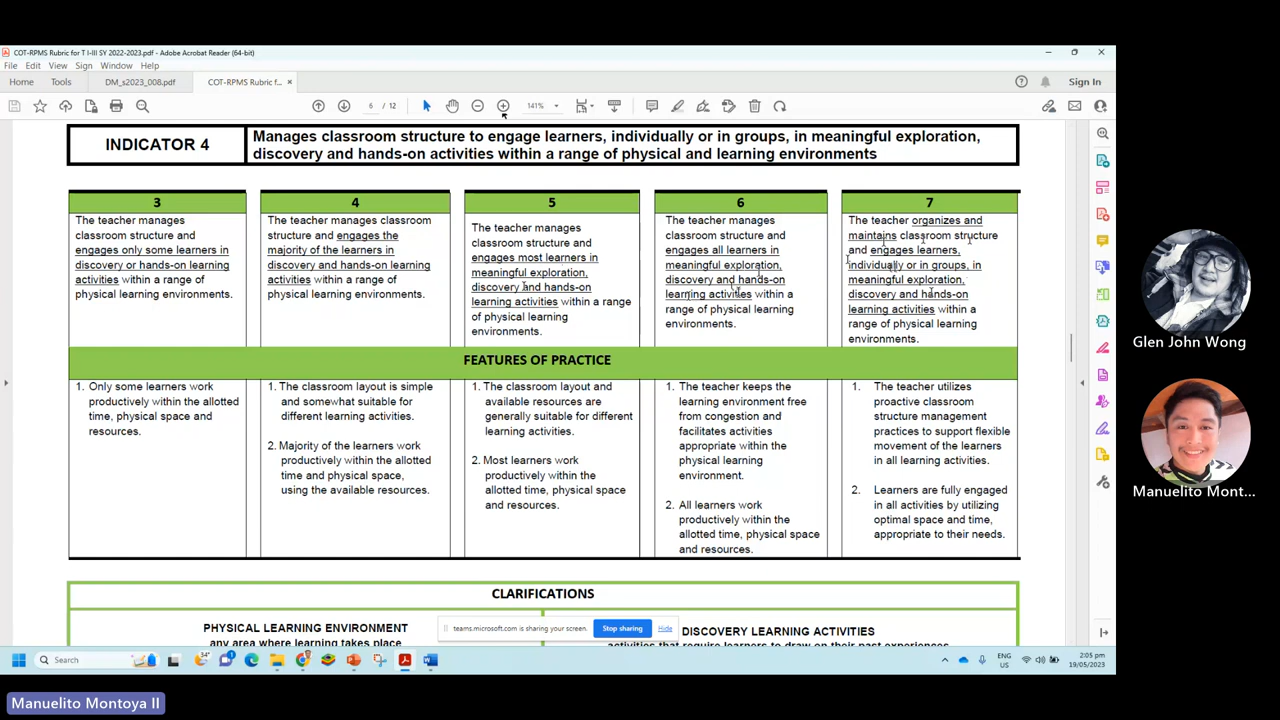 COT-RPMS Rubric for T I-III SY 2022-2023.pdf - Adobe Acrobat Reader (64-bit)
File Edit View Sign Window Help
Home Tools DM_s2023_008.pdf COT-RPMS Rubric f... × Sign In
6 / 12 141%
INDICATOR 4
Manages classroom structure to engage learners, individually or in groups, in meaningful exploration,
discovery and hands-on activities within a range of physical and learning environments
3
The teacher manages
classroom structure and
engages only some learners in
discovery or hands-on learning
activities within a range of
physical learning environments.
4
The teacher manages classroom
structure and engages the
majority of the learners in
discovery and hands-on learning
activities within a range of
physical learning environments.
5
The teacher manages
classroom structure and
engages most learners in
meaningful exploration,
discovery and hands-on
learning activities within a range
of physical learning
environments.
6
The teacher manages
classroom structure and
engages all learners in
meaningful exploration,
discovery and hands-on
learning activities within a
range of physical learning
environments.
7
The teacher organizes and
maintains classroom structure
and engages learners,
individually or in groups, in
meaningful exploration,
discovery and hands-on
learning activities within a
range of physical learning
environments.
FEATURES OF PRACTICE
1. Only some learners work
productively within the allotted
time, physical space and
resources.
1. The classroom layout is simple
and somewhat suitable for
different learning activities.
2. Majority of the learners work
productively within the allotted
time and physical space,
using the available resources.
1. The classroom layout and
available resources are
generally suitable for different
learning activities.
2. Most learners work
productively within the
allotted time, physical space
and resources.
1. The teacher keeps the
learning environment free
from congestion and
facilitates activities
appropriate within the
physical learning
environment.
2. All learners work
productively within the
allotted time, physical space
and resources.
1. The teacher utilizes
proactive classroom
structure management
practices to support flexible
movement of the learners
in all learning activities.
2. Learners are fully engaged
in all activities by utilizing
optimal space and time,
appropriate to their needs.
CLARIFICATIONS
PHYSICAL LEARNING ENVIRONMENT
any area where learning takes place
DISCOVERY LEARNING ACTIVITIES
activities that require learners to draw on their past experiences
teams.microsoft.com is sharing your screen. Stop sharing Hide
Search
34°
ENG
UK
2:05 pm
19/05/2023
Glen John Wong
Manuelito Mont...
Manuelito Montoya II